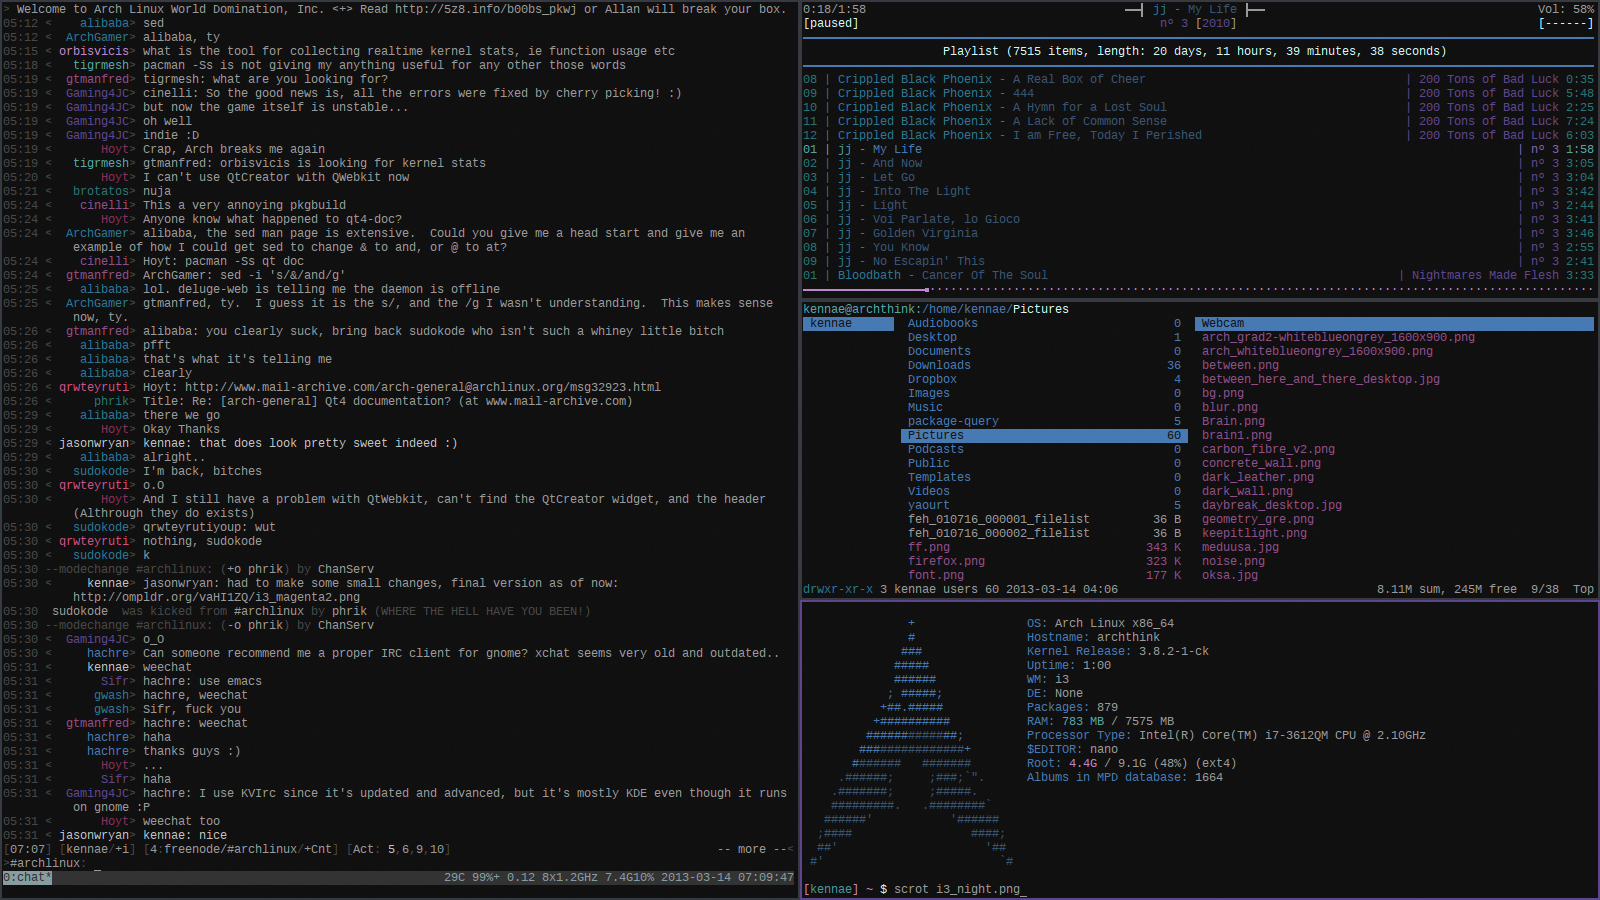 > Welcome to Arch Linux World Domination, Inc. <+> Read http://5z8.info/b00bs_pkwj or Allan will break your box.
05:12 <   alibaba> sed
05:12 < ArchGamer> alibaba, ty
05:15 < orbisvicis> what is the tool for collecting realtime kernel stats, ie function usage etc
05:18 <  tigrmesh> pacman -Ss is not giving my anything useful for any other those words
05:19 < gtmanfred> tigrmesh: what are you looking for?
05:19 < Gaming4JC> cinelli: So the good news is, all the errors were fixed by cherry picking! :)
05:19 < Gaming4JC> but now the game itself is unstable...
05:19 < Gaming4JC> oh well
05:19 < Gaming4JC> indie :D
05:19 <      Hoyt> Crap, Arch breaks me again
05:19 <  tigrmesh> gtmanfred: orbisvicis is looking for kernel stats
05:20 <      Hoyt> I can't use QtCreator with QWebkit now
05:21 <  brotatos> nuja
05:24 <   cinelli> This a very annoying pkgbuild
05:24 <      Hoyt> Anyone know what happened to qt4-doc?
05:24 < ArchGamer> alibaba, the sed man page is extensive.  Could you give me a head start and give me an
example of how I could get sed to change & to and, or @ to at?
05:24 <   cinelli> Hoyt: pacman -Ss qt doc
05:24 < gtmanfred> ArchGamer: sed -i 's/&/and/g'
05:25 <   alibaba> lol. deluge-web is telling me the daemon is offline
05:25 < ArchGamer> gtmanfred, ty.  I guess it is the s/, and the /g I wasn't understanding.  This makes sense
now, ty.
05:26 < gtmanfred> alibaba: you clearly suck, bring back sudokode who isn't such a whiney little bitch
05:26 <   alibaba> pfft
05:26 <   alibaba> that's what it's telling me
05:26 <   alibaba> clearly
05:26 < qrwteyruti> Hoyt: http://www.mail-archive.com/arch-general@archlinux.org/msg32923.html
05:26 <     phrik> Title: Re: [arch-general] Qt4 documentation? (at www.mail-archive.com)
05:29 <   alibaba> there we go
05:29 <      Hoyt> Okay Thanks
05:29 < jasonwryan> kennae: that does look pretty sweet indeed :)
05:29 <   alibaba> alright..
05:30 <  sudokode> I'm back, bitches
05:30 < qrwteyruti> o.O
05:30 <      Hoyt> And I still have a problem with QtWebkit, can't find the QtCreator widget, and the header
(Althrough they do exists)
05:30 <  sudokode> qrwteyrutiyoup: wut
05:30 < qrwteyruti> nothing, sudokode
05:30 <  sudokode> k
05:30 --modechange #archlinux: (+o phrik) by ChanServ
05:30 <    kennae> jasonwryan: had to make some small changes, final version as of now:
http://ompldr.org/vaHI1ZQ/i3_magenta2.png
05:30  sudokode  was kicked from #archlinux by phrik (WHERE THE HELL HAVE YOU BEEN!)
05:30 --modechange #archlinux: (-o phrik) by ChanServ
05:30 < Gaming4JC> o_O
05:30 <    hachre> Can someone recommend me a proper IRC client for gnome? xchat seems very old and outdated..
05:31 <    kennae> weechat
05:31 <      Sifr> hachre: use emacs
05:31 <     gwash> hachre, weechat
05:31 <     gwash> Sifr, fuck you
05:31 < gtmanfred> hachre: weechat
05:31 <    hachre> haha
05:31 <    hachre> thanks guys :)
05:31 <      Hoyt> ...
05:31 <      Sifr> haha
05:31 < Gaming4JC> hachre: I use KVIrc since it's updated and advanced, but it's mostly KDE even though it runs
on gnome :P
05:31 <      Hoyt> weechat too
05:31 < jasonwryan> kennae: nice
[07:07] [kennae/+i] [4:freenode/#archlinux/+Cnt] [Act: 5,6,9,10] -- more --<
>#archlinux: _
0:chat* 29C 99%+ 0.12 8x1.2GHz 7.4G10% 2013-03-14 07:09:47
0:18/1:58 ──┤ jj - My Life ├── Vol: 58%
[paused] nº 3 [2010] [------]
Playlist (7515 items, length: 20 days, 11 hours, 39 minutes, 38 seconds)
08 | Crippled Black Phoenix - A Real Box of Cheer | 200 Tons of Bad Luck 0:35
09 | Crippled Black Phoenix - 444 | 200 Tons of Bad Luck 5:48
10 | Crippled Black Phoenix - A Hymn for a Lost Soul | 200 Tons of Bad Luck 2:25
11 | Crippled Black Phoenix - A Lack of Common Sense | 200 Tons of Bad Luck 7:24
12 | Crippled Black Phoenix - I am Free, Today I Perished | 200 Tons of Bad Luck 6:03
01 | jj - My Life | nº 3 1:58
02 | jj - And Now | nº 3 3:05
03 | jj - Let Go | nº 3 3:04
04 | jj - Into The Light | nº 3 3:42
05 | jj - Light | nº 3 2:44
06 | jj - Voi Parlate, lo Gioco | nº 3 3:41
07 | jj - Golden Virginia | nº 3 3:46
08 | jj - You Know | nº 3 2:55
09 | jj - No Escapin' This | nº 3 2:41
01 | Bloodbath - Cancer Of The Soul | Nightmares Made Flesh 3:33
kennae@archthink:/home/kennae/Pictures
kennae Audiobooks 0 Webcam
Desktop 1 arch_grad2-whiteblueongrey_1600x900.png
Documents 0 arch_whiteblueongrey_1600x900.png
Downloads 36 between.png
Dropbox 4 between_here_and_there_desktop.jpg
Images 0 bg.png
Music 0 blur.png
package-query 5 Brain.png
Pictures 60 brain1.png
Podcasts 0 carbon_fibre_v2.png
Public 0 concrete_wall.png
Templates 0 dark_leather.png
Videos 0 dark_wall.png
yaourt 5 daybreak_desktop.jpg
feh_010716_000001_filelist 36 B geometry_gre.png
feh_010716_000002_filelist 36 B keepitlight.png
ff.png 343 K meduusa.jpg
firefox.png 323 K noise.png
font.png 177 K oksa.jpg
drwxr-xr-x 3 kennae users 60 2013-03-14 04:06 8.11M sum, 245M free  9/38  Top
OS: Arch Linux x86_64
Hostname: archthink
Kernel Release: 3.8.2-1-ck
Uptime: 1:00
WM: i3
DE: None
Packages: 879
RAM: 783 MB / 7575 MB
Processor Type: Intel(R) Core(TM) i7-3612QM CPU @ 2.10GHz
$EDITOR: nano
Root: 4.4G / 9.1G (48%) (ext4)
Albums in MPD database: 1664
[kennae] ~ $ scrot i3_night.png_